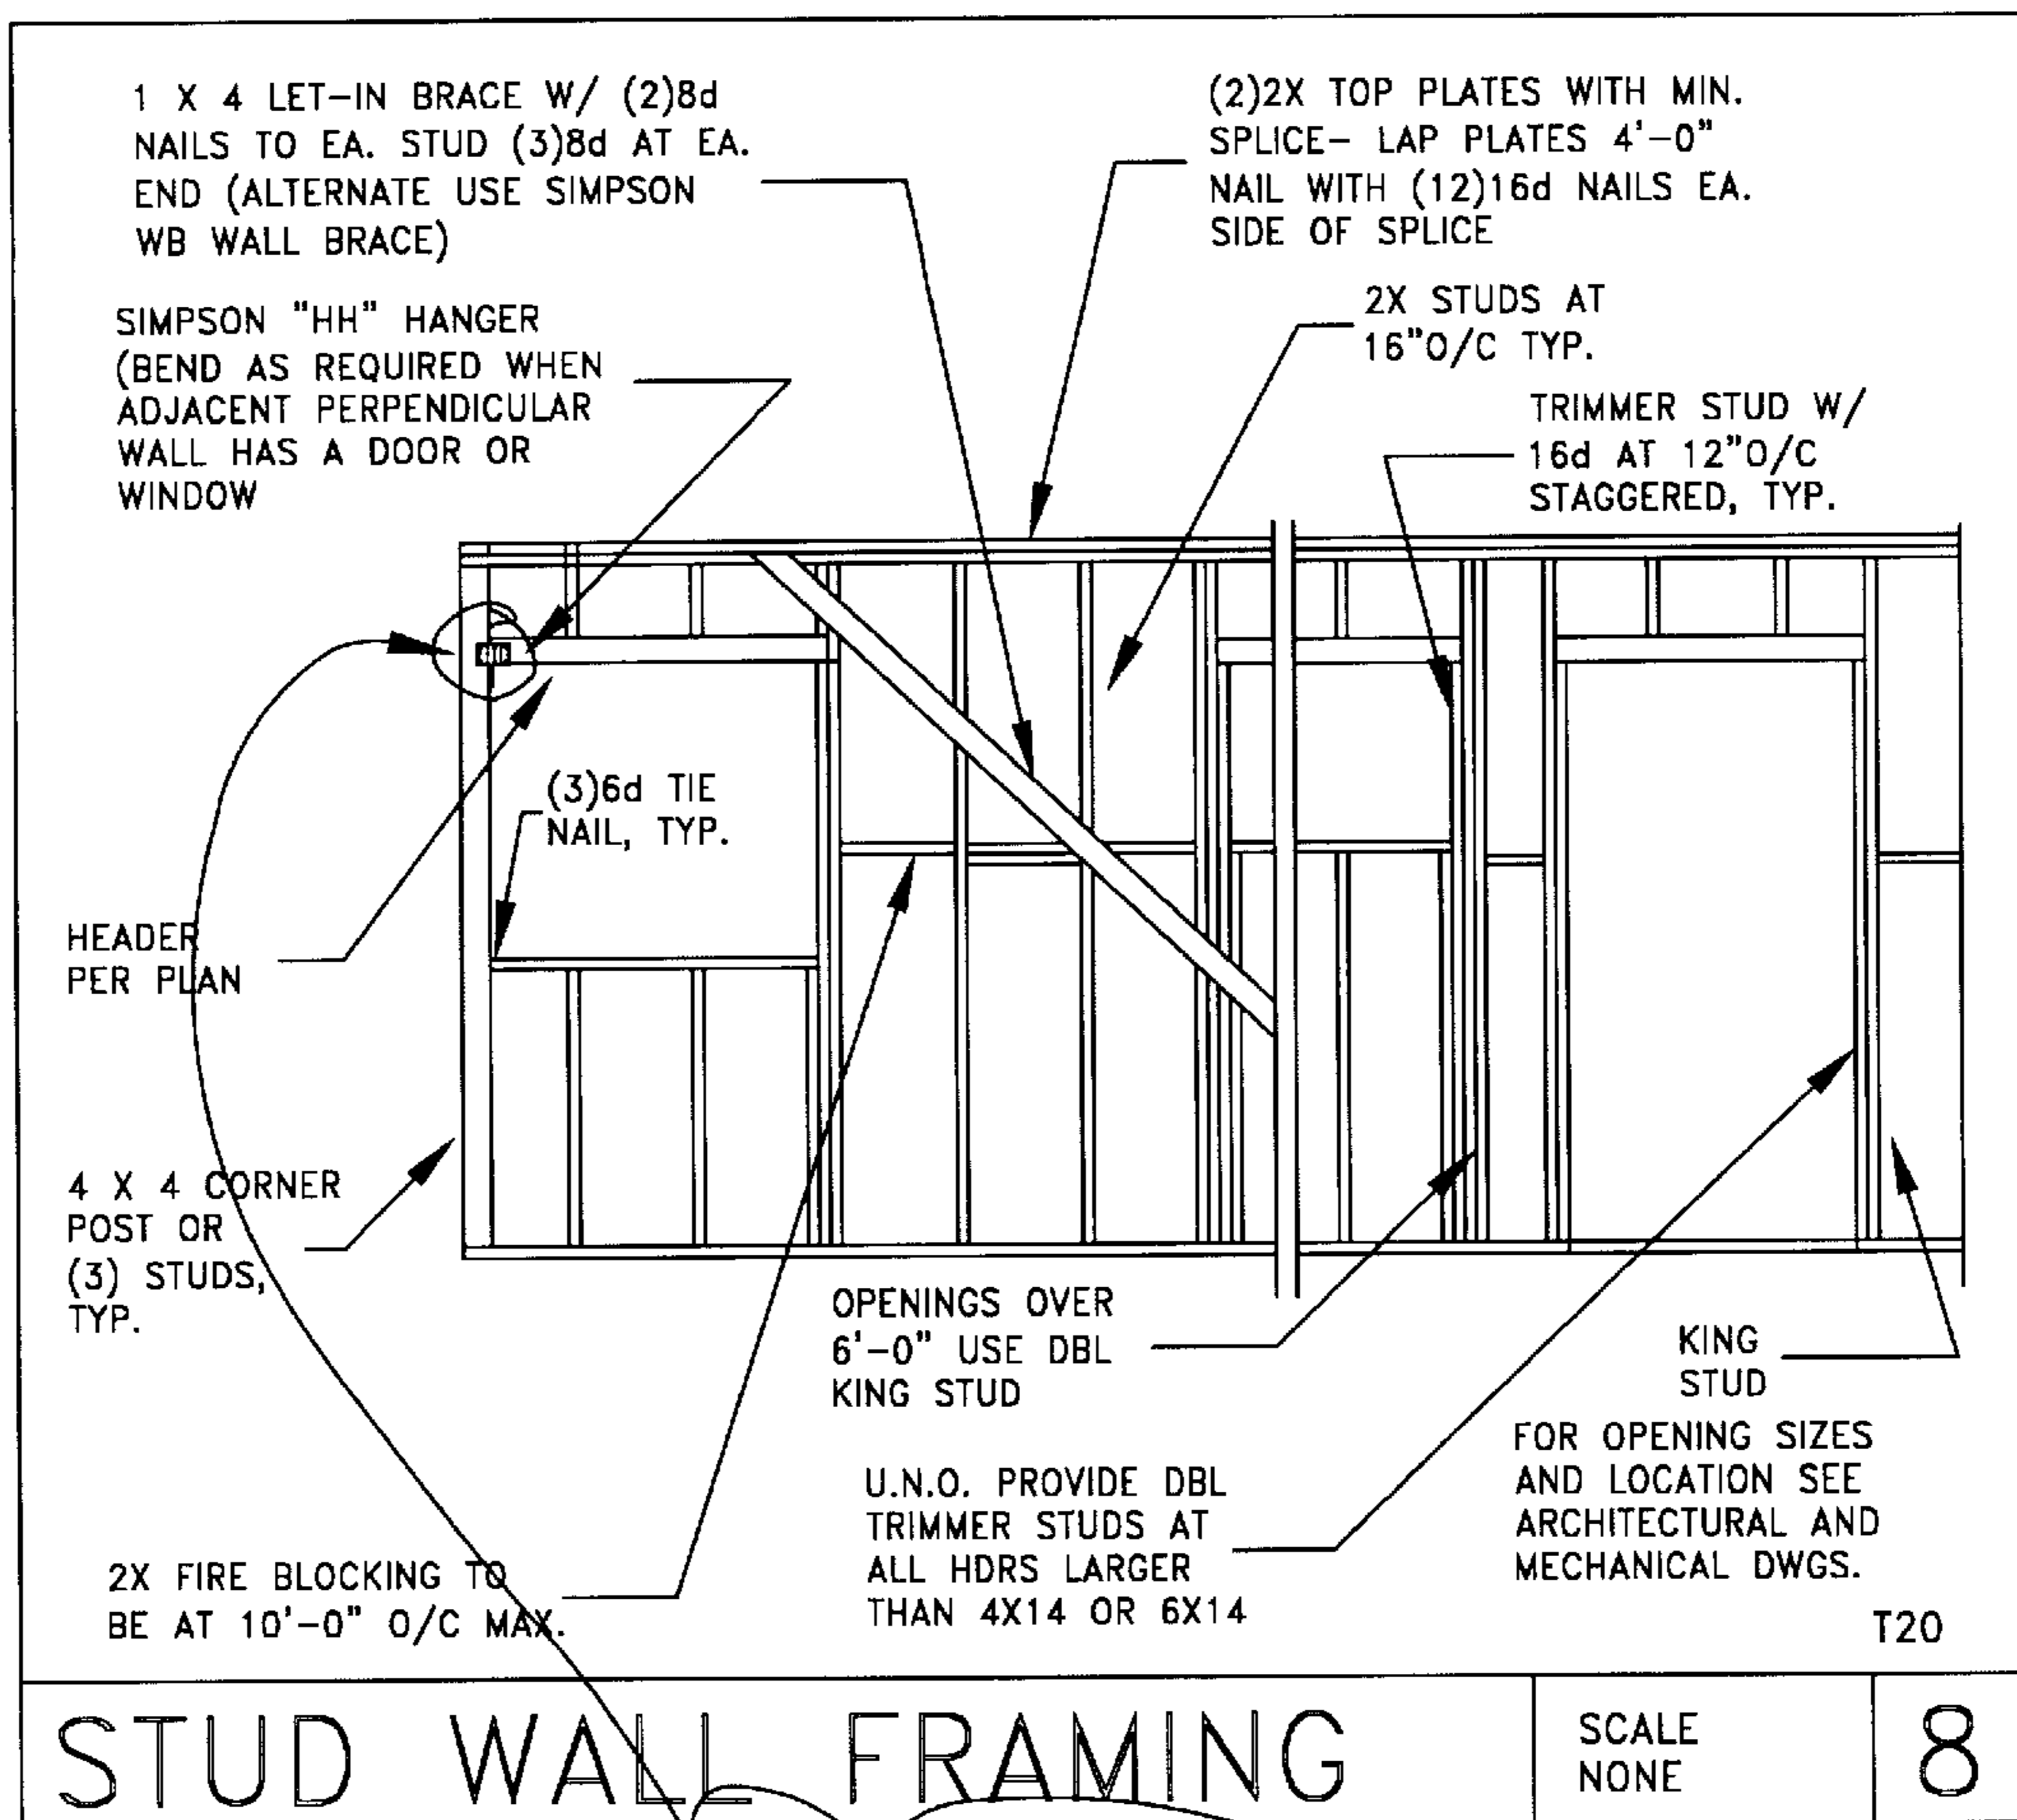 1 X 4 LET-IN BRACE W/ (2)8d
NAILS TO EA. STUD (3)8d AT EA.
END (ALTERNATE USE SIMPSON
WB WALL BRACE)
(2)2X TOP PLATES WITH MIN.
SPLICE- LAP PLATES 4'-0"
NAIL WITH (12)16d NAILS EA.
SIDE OF SPLICE
SIMPSON "HH" HANGER
(BEND AS REQUIRED WHEN
ADJACENT PERPENDICULAR
WALL HAS A DOOR OR
WINDOW
2X STUDS AT
16"O/C TYP.
TRIMMER STUD W/
16d AT 12"O/C
STAGGERED, TYP.
(3)6d TIE
NAIL, TYP.
HEADER
PER PLAN
4 X 4 CORNER
POST OR
(3) STUDS,
TYP.
OPENINGS OVER
6'-0" USE DBL
KING STUD
KING
STUD
2X FIRE BLOCKING TO
BE AT 10'-0" O/C MAX.
U.N.O. PROVIDE DBL
TRIMMER STUDS AT
ALL HDRS LARGER
THAN 4X14 OR 6X14
FOR OPENING SIZES
AND LOCATION SEE
ARCHITECTURAL AND
MECHANICAL DWGS.
T20
STUD WALL FRAMING
SCALE
NONE
8